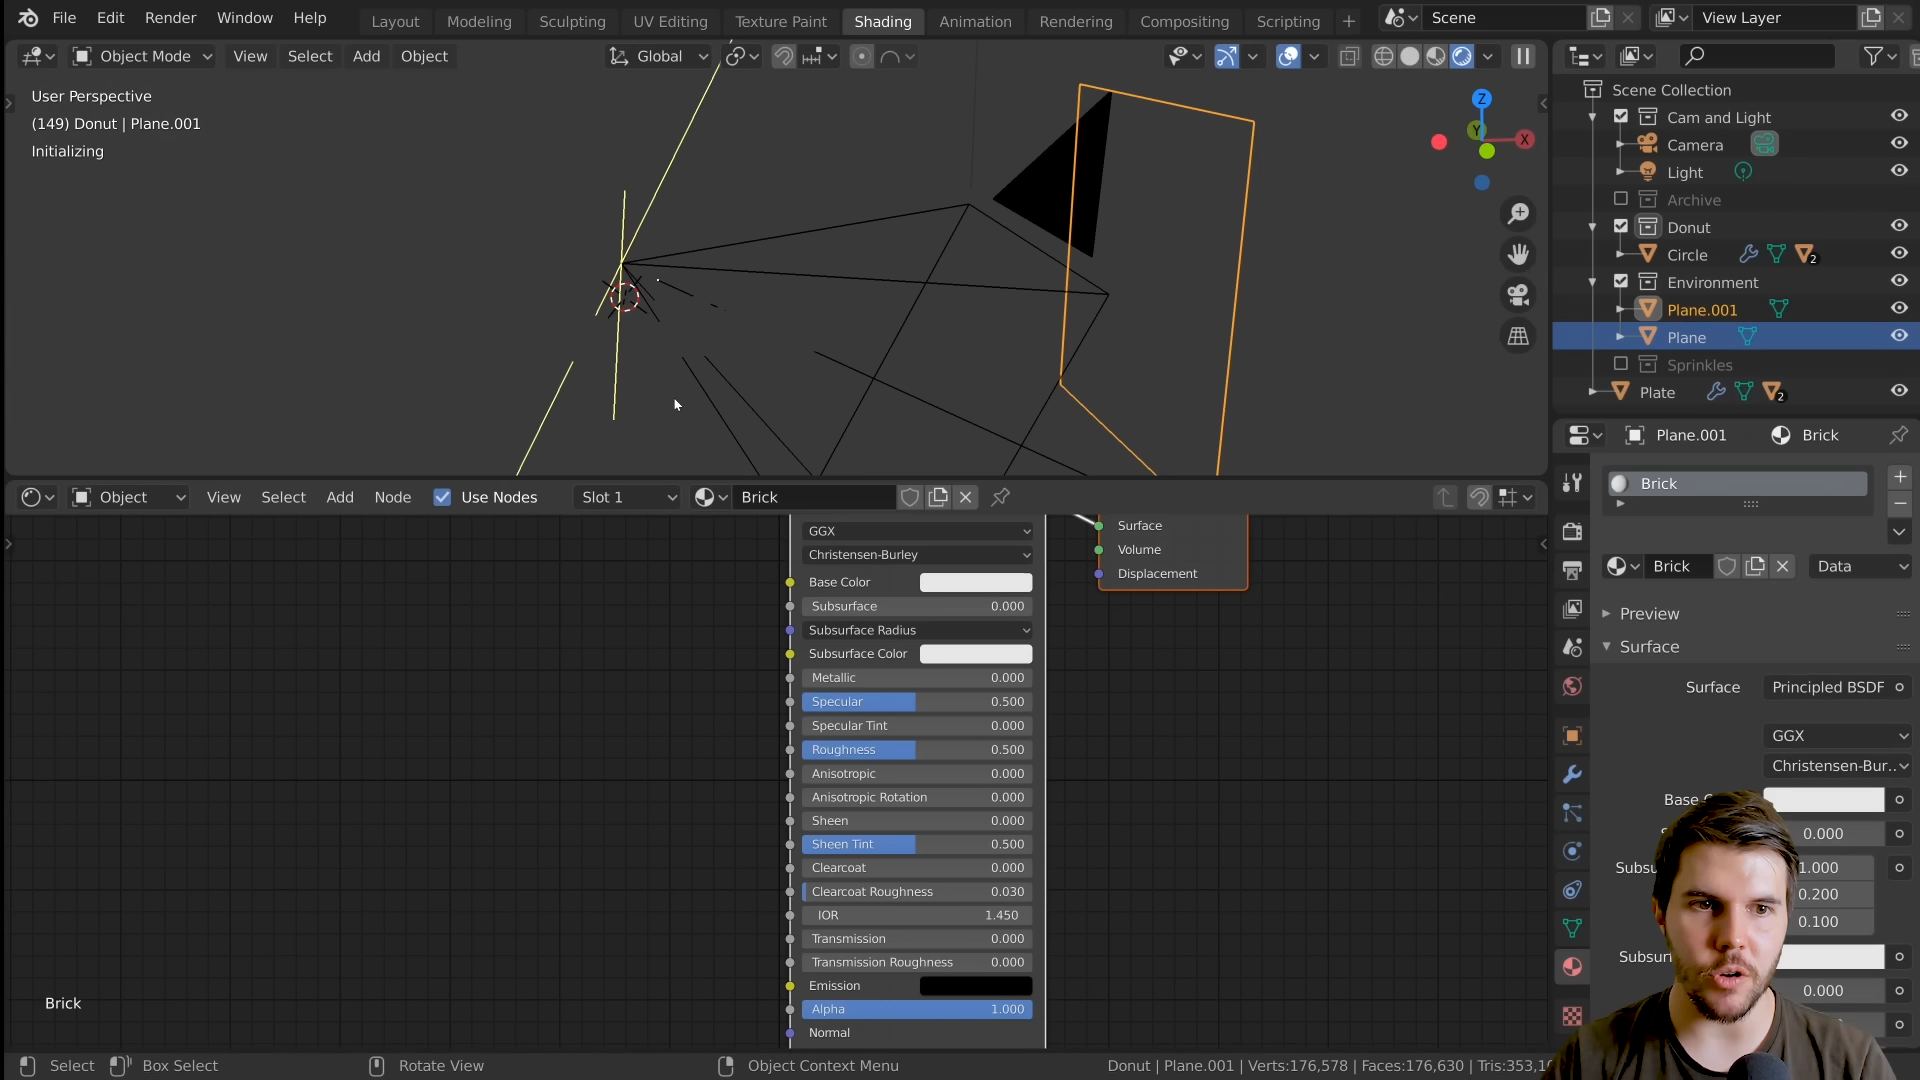 File Edit Render Window Help Layout Modeling Sculpting UV Editing Texture Paint Shading Animation Rendering Compositing Scripting + Scene View Layer
Object Mode View Select Add Object Global
User Perspective
(149) Donut | Plane.001
Initializing
Z
Y
X
Scene Collection
Cam and Light
Camera
Light
Archive
Donut
Circle 2
Environment
Plane.001
Plane
Sprinkles
Plate 2
Plane.001 Brick
Brick
Brick Data
Preview
Surface
Surface Principled BSDF
GGX
Christensen-Bur..
0.000
1.000
0.200
0.100
0.000
Object View Select Add Node Use Nodes Slot 1 Brick
GGX
Christensen-Burley
Base Color
Subsurface 0.000
Subsurface Radius
Subsurface Color
Metallic 0.000
Specular 0.500
Specular Tint 0.000
Roughness 0.500
Anisotropic 0.000
Anisotropic Rotation 0.000
Sheen 0.000
Sheen Tint 0.500
Clearcoat 0.000
Clearcoat Roughness 0.030
IOR 1.450
Transmission 0.000
Transmission Roughness 0.000
Emission
Alpha 1.000
Normal
Surface
Volume
Displacement
Brick
Select Box Select Rotate View Object Context Menu Donut | Plane.001 | Verts:176,578 | Faces:176,630 | Tris:353,1